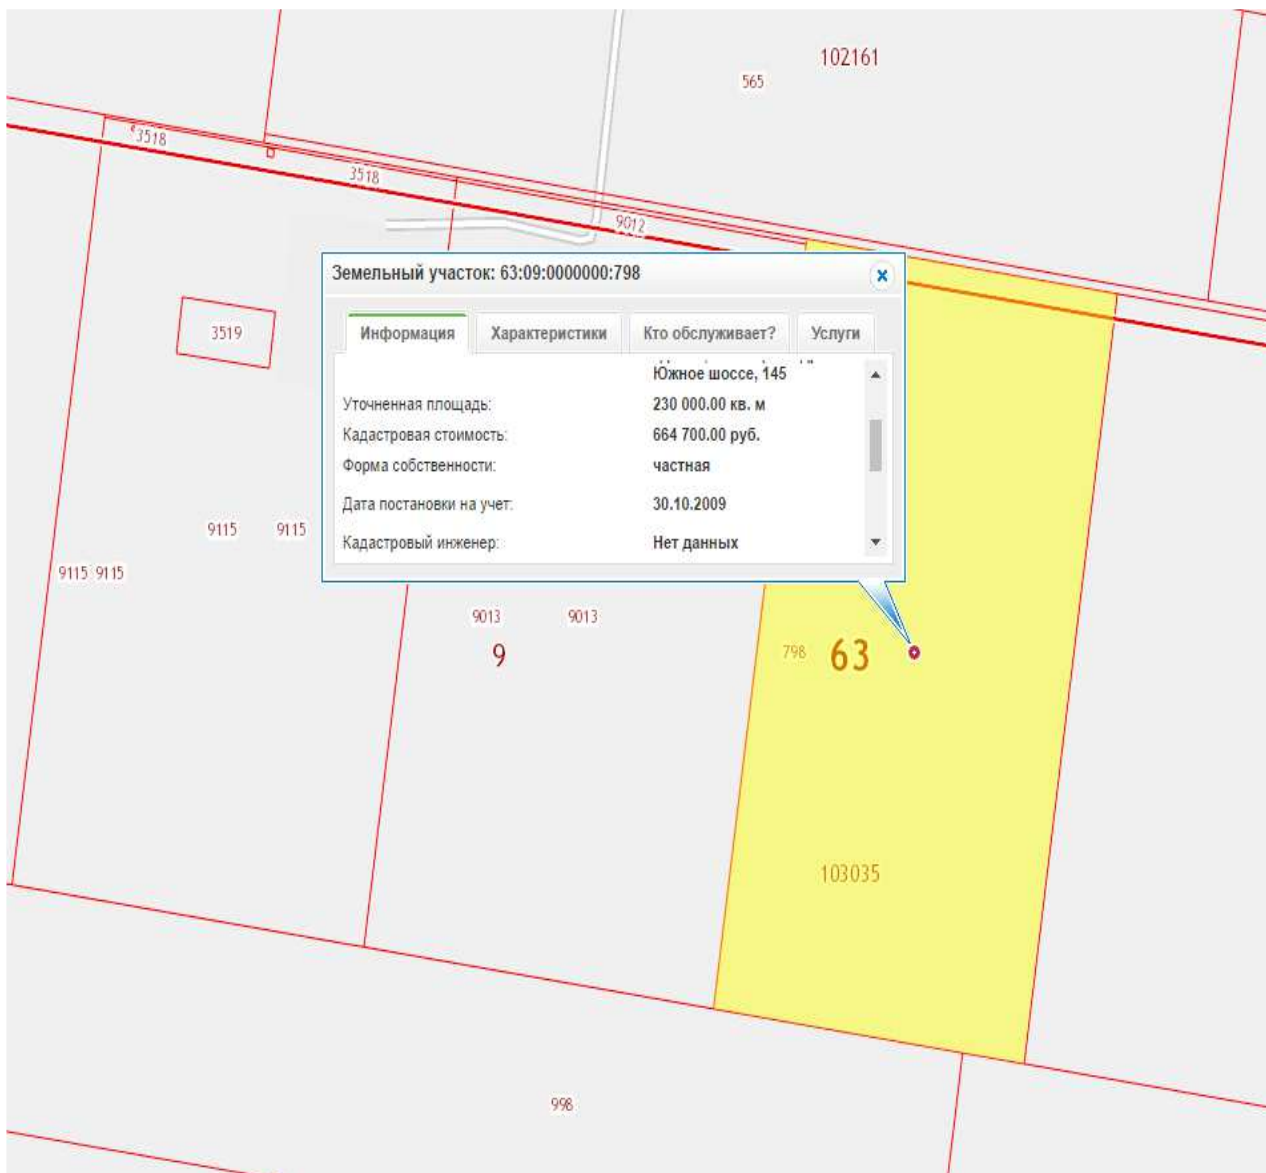 102161
565
3518
3518
9012
Земельный участок: 63:09:0000000:798
Информация Характеристики Кто обслуживает? Услуги
Южное шоссе, 145
Уточненная площадь: 230 000.00 кв. м
Кадастровая стоимость: 664 700.00 руб.
Форма собственности: частная
Дата постановки на учет: 30.10.2009
Кадастровый инженер: Нет данных
3519
9115 9115
9115 9115
9013 9013
9
798 63
103035
998